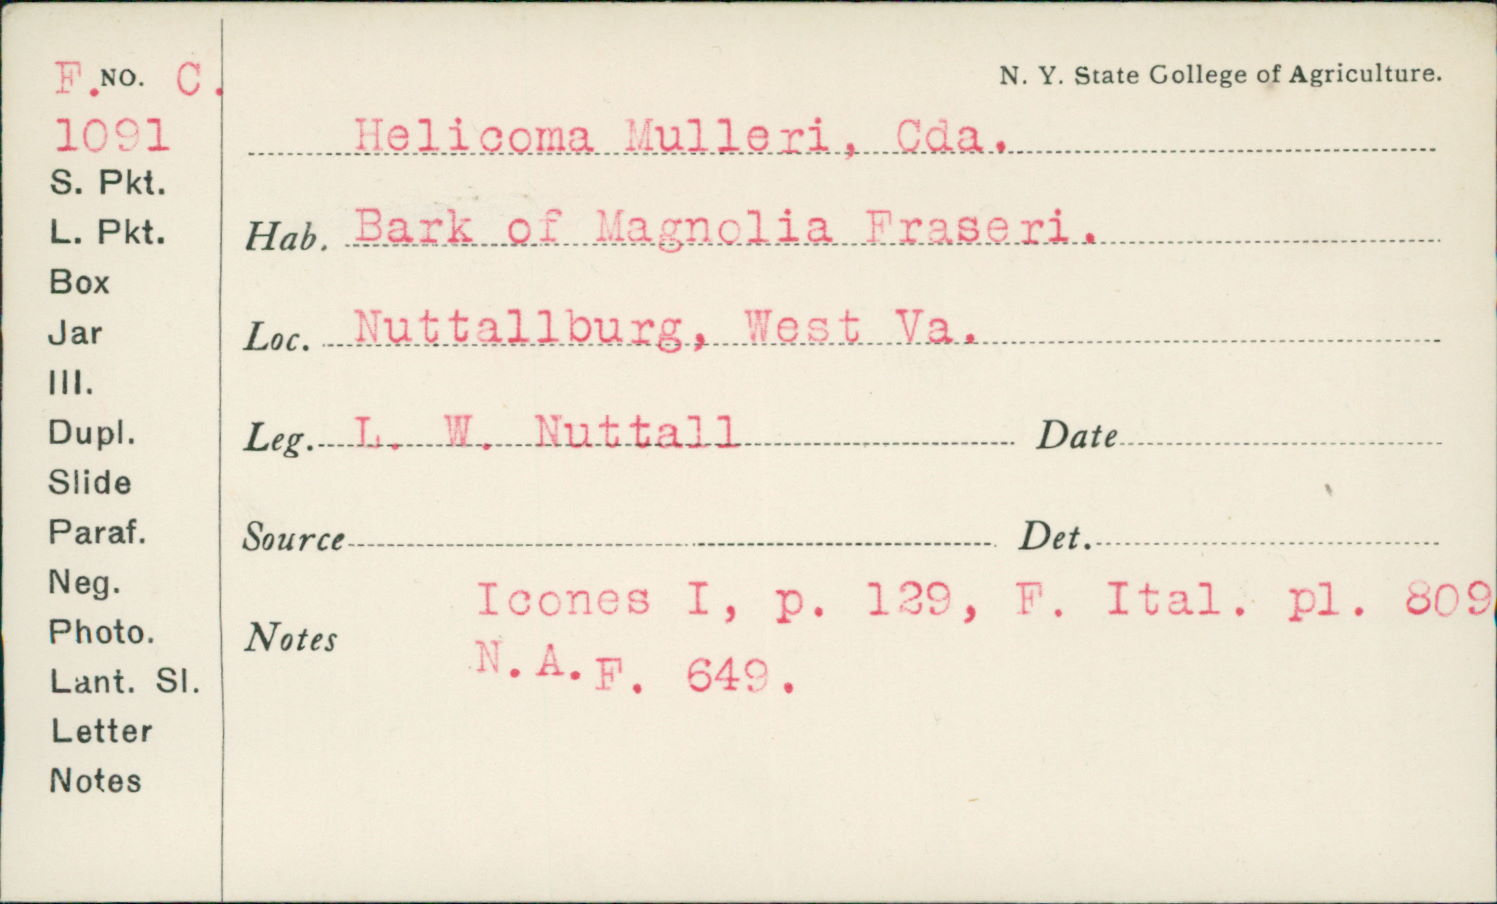 F. NO. C.
N. Y. State College of Agriculture.
1091
Helicoma Mulleri, Cda.
S. Pkt.
L. Pkt.
Hab. Bark of Magnolia Fraseri.
Box
Jar
Loc. Nuttallburg, West Va.
Ill.
Dupl.
Leg. L. W. Nuttall Date
Slide
Paraf.
Source Det.
Neg.
Icones I, p. 129, F. Ital. pl. 809
Photo.
Notes
N.A.F. 649.
Lant. Sl.
Letter
Notes